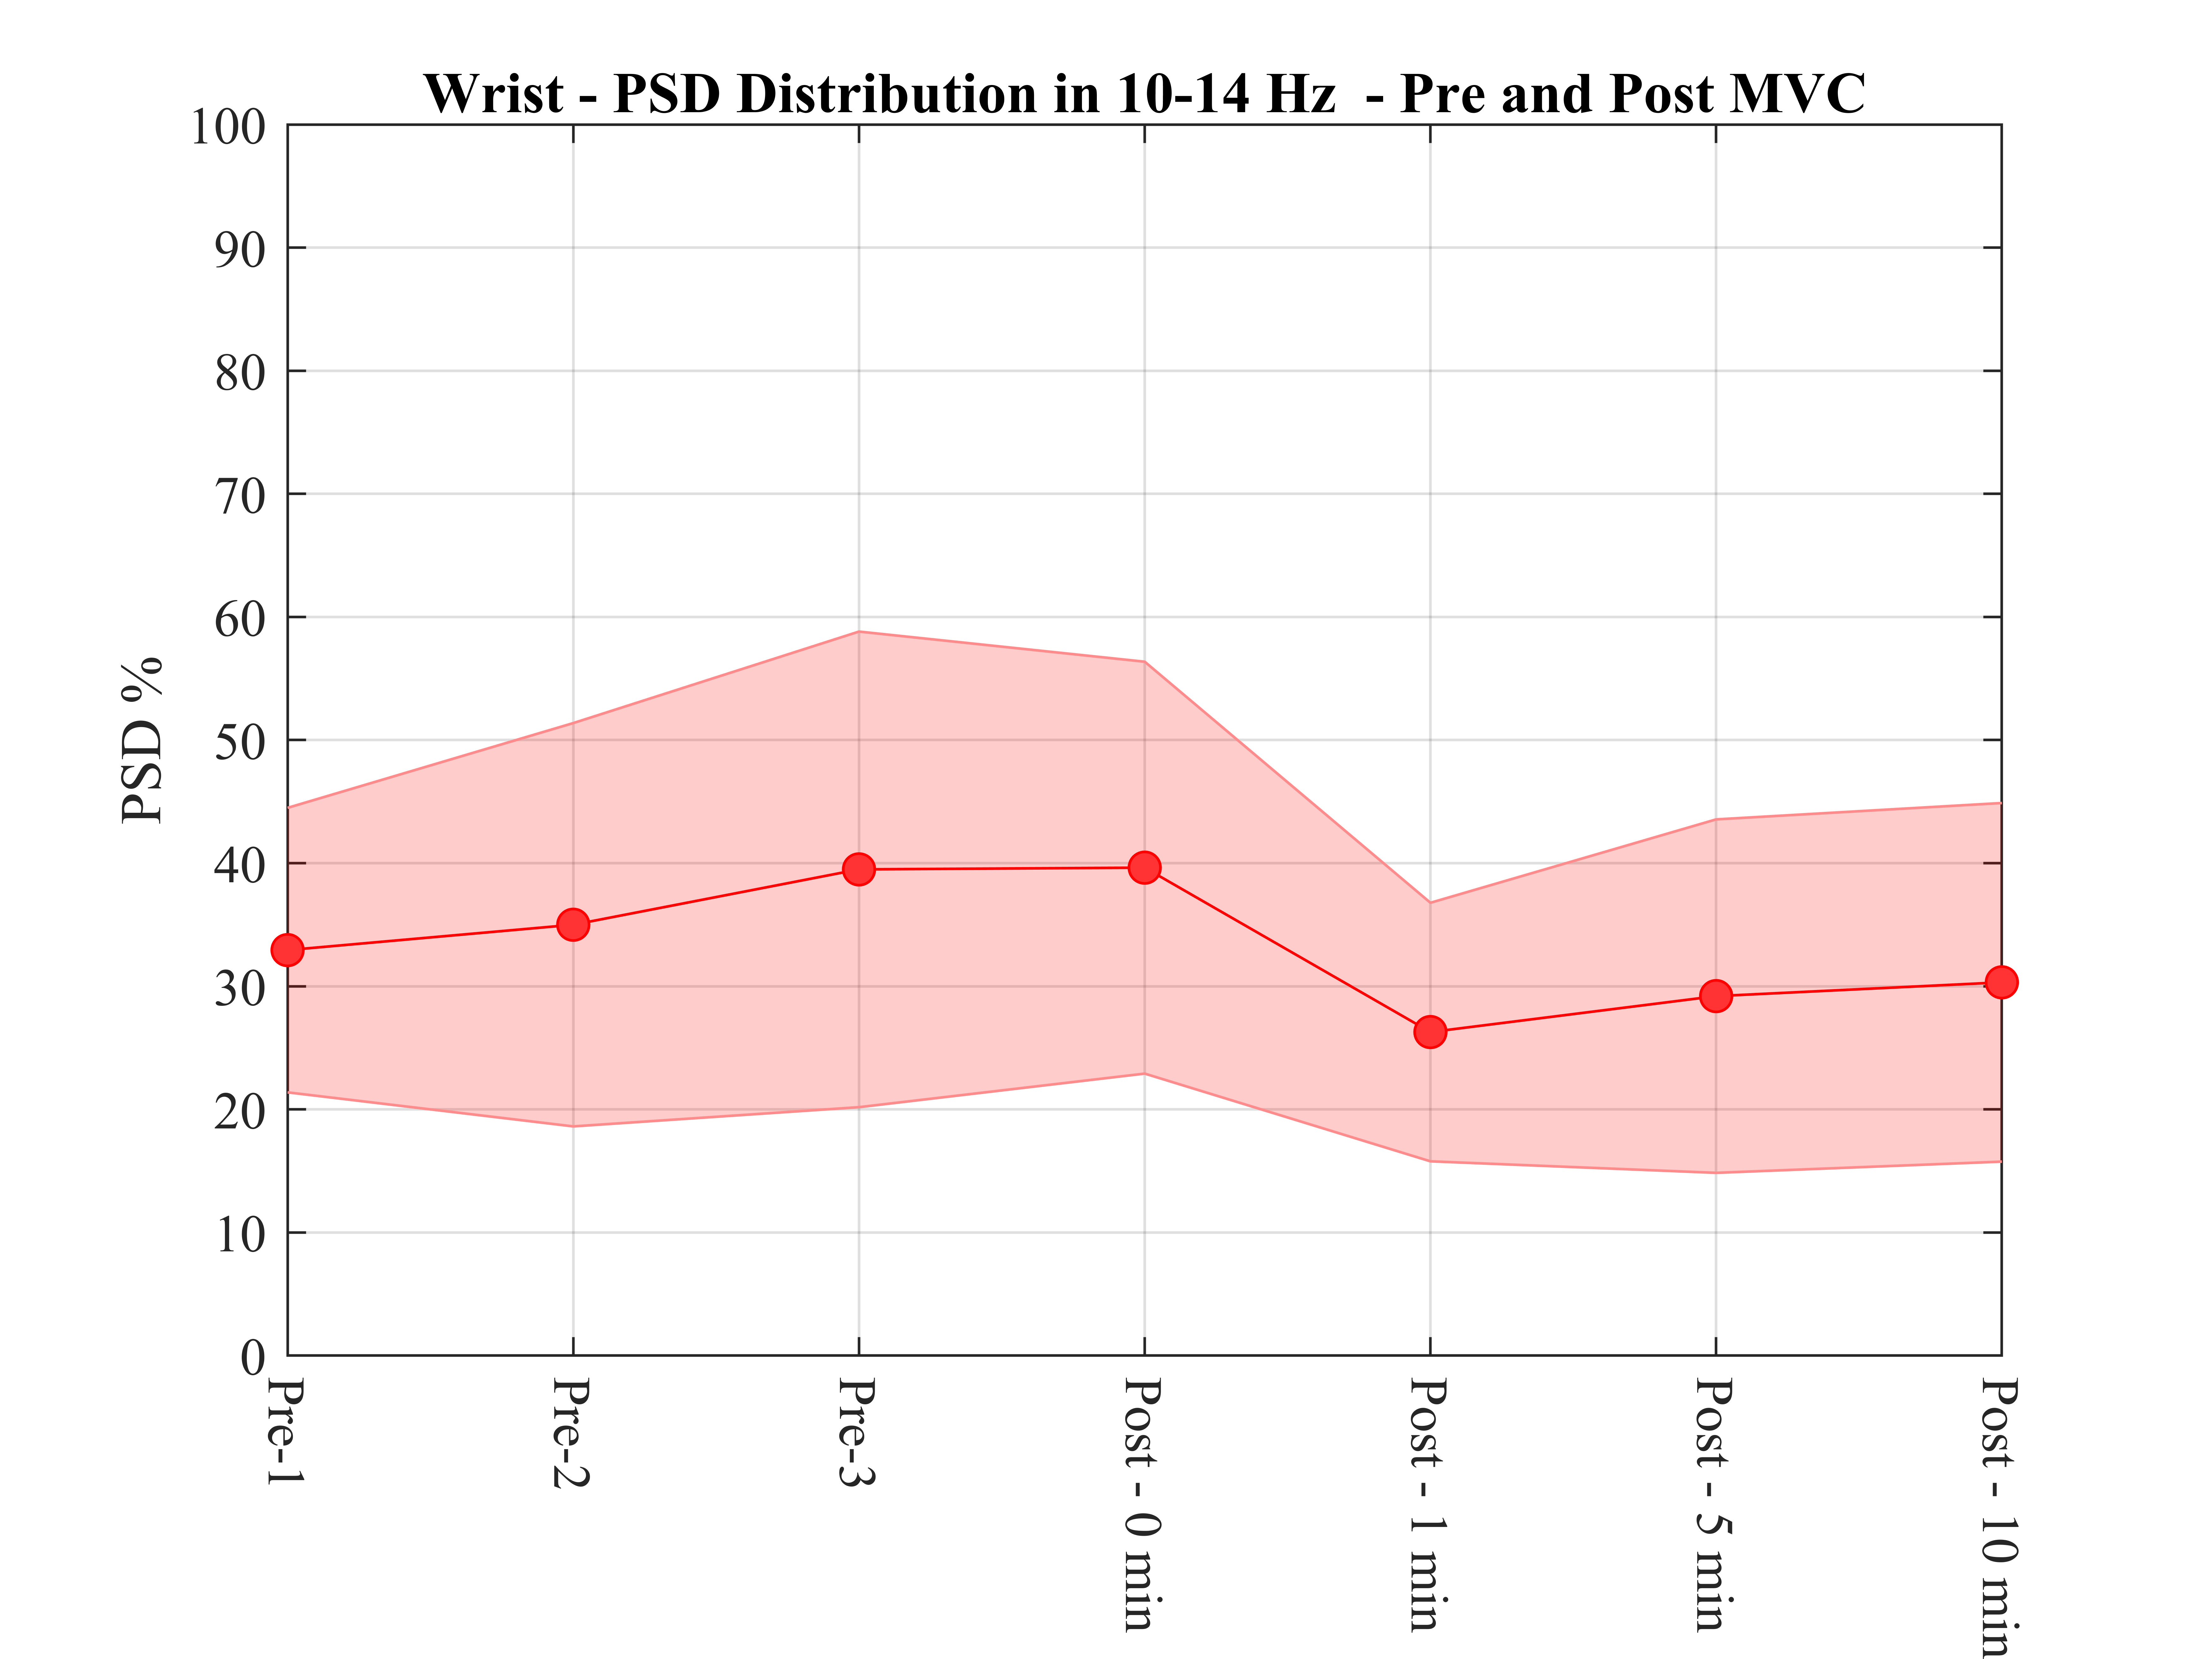 Wrist - PSD Distribution in 10-14 Hz  - Pre and Post MVC
PSD %
100
90
80
70
60
50
40
30
20
10
0
Pre-1
Pre-2
Pre-3
Post - 0 min
Post - 1 min
Post - 5 min
Post - 10 min